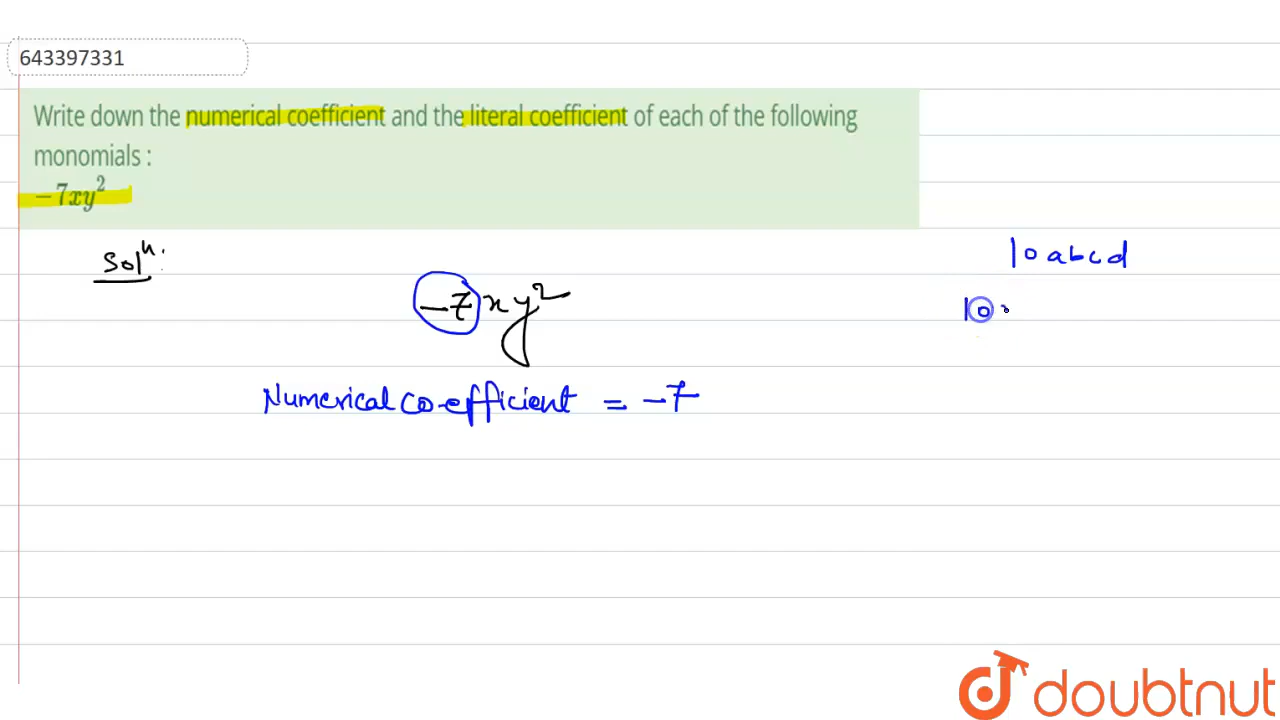 643397331
Write down the numerical coefficient and the literal coefficient of each of the following
monomials :
-7xy²
Solⁿ:
10abcd
-7xy²
10
Numerical co-efficient = -7
doubtnut